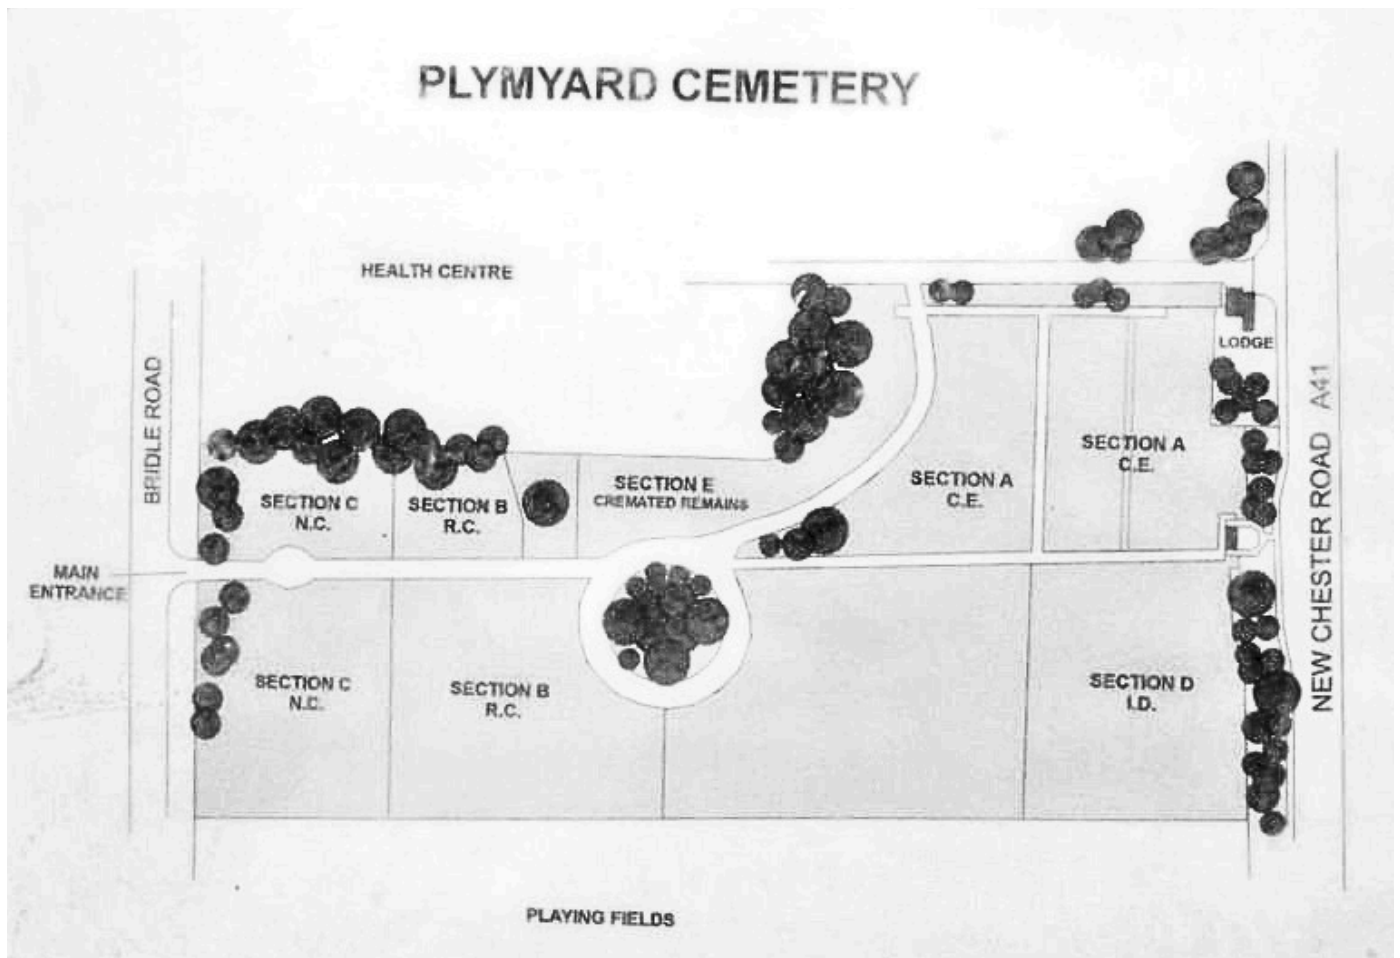 PLYMYARD CEMETERY
HEALTH CENTRE
BRIDLE ROAD
LODGE
NEW CHESTER ROAD A41
SECTION A
C.E.
SECTION A
C.E.
SECTION E
CREMATED REMAINS
SECTION C
N.C.
SECTION B
R.C.
MAIN
ENTRANCE
SECTION C
N.C.
SECTION B
R.C.
SECTION D
I.D.
PLAYING FIELDS